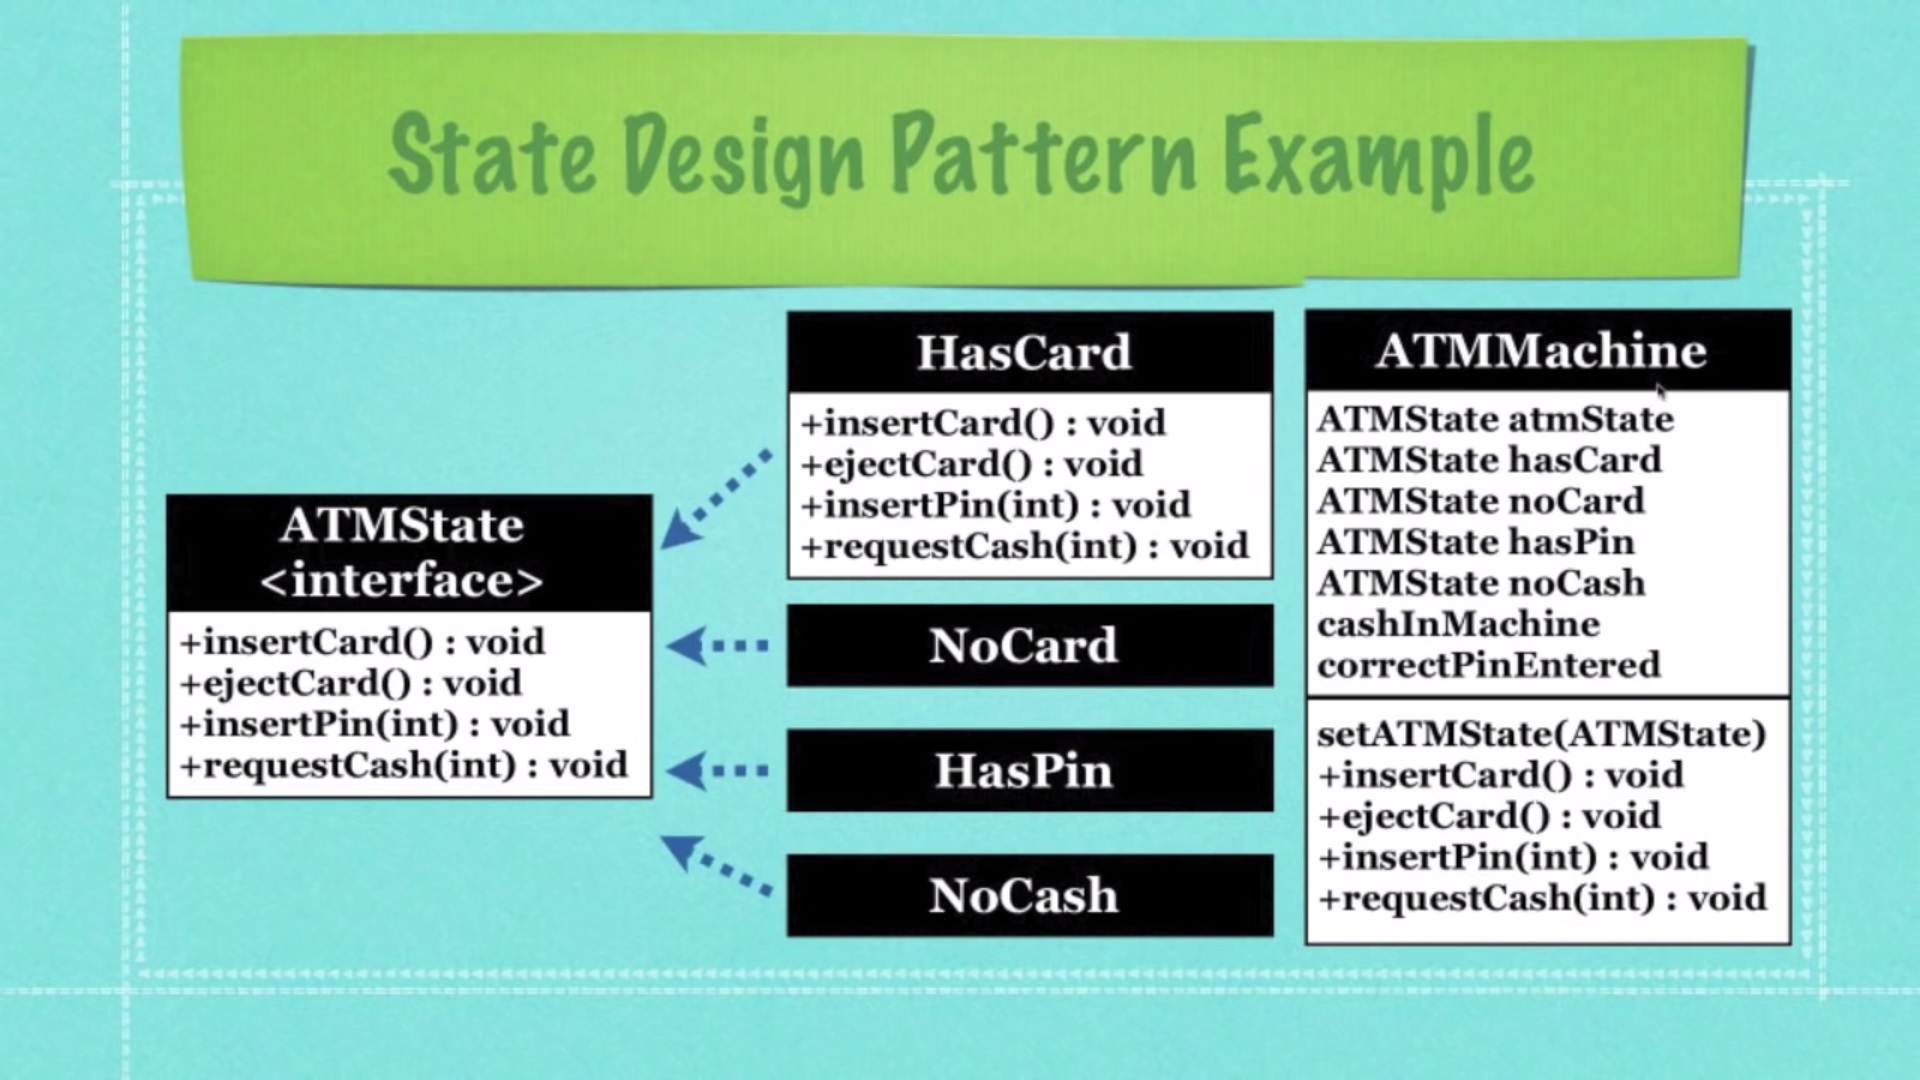 State Design Pattern Example
ATMState
<interface>
+insertCard() : void
+ejectCard() : void
+insertPin(int) : void
+requestCash(int) : void
HasCard
+insertCard() : void
+ejectCard() : void
+insertPin(int) : void
+requestCash(int) : void
NoCard
HasPin
NoCash
ATMMachine
ATMState atmState
ATMState hasCard
ATMState noCard
ATMState hasPin
ATMState noCash
cashInMachine
correctPinEntered
setATMState(ATMState)
+insertCard() : void
+ejectCard() : void
+insertPin(int) : void
+requestCash(int) : void